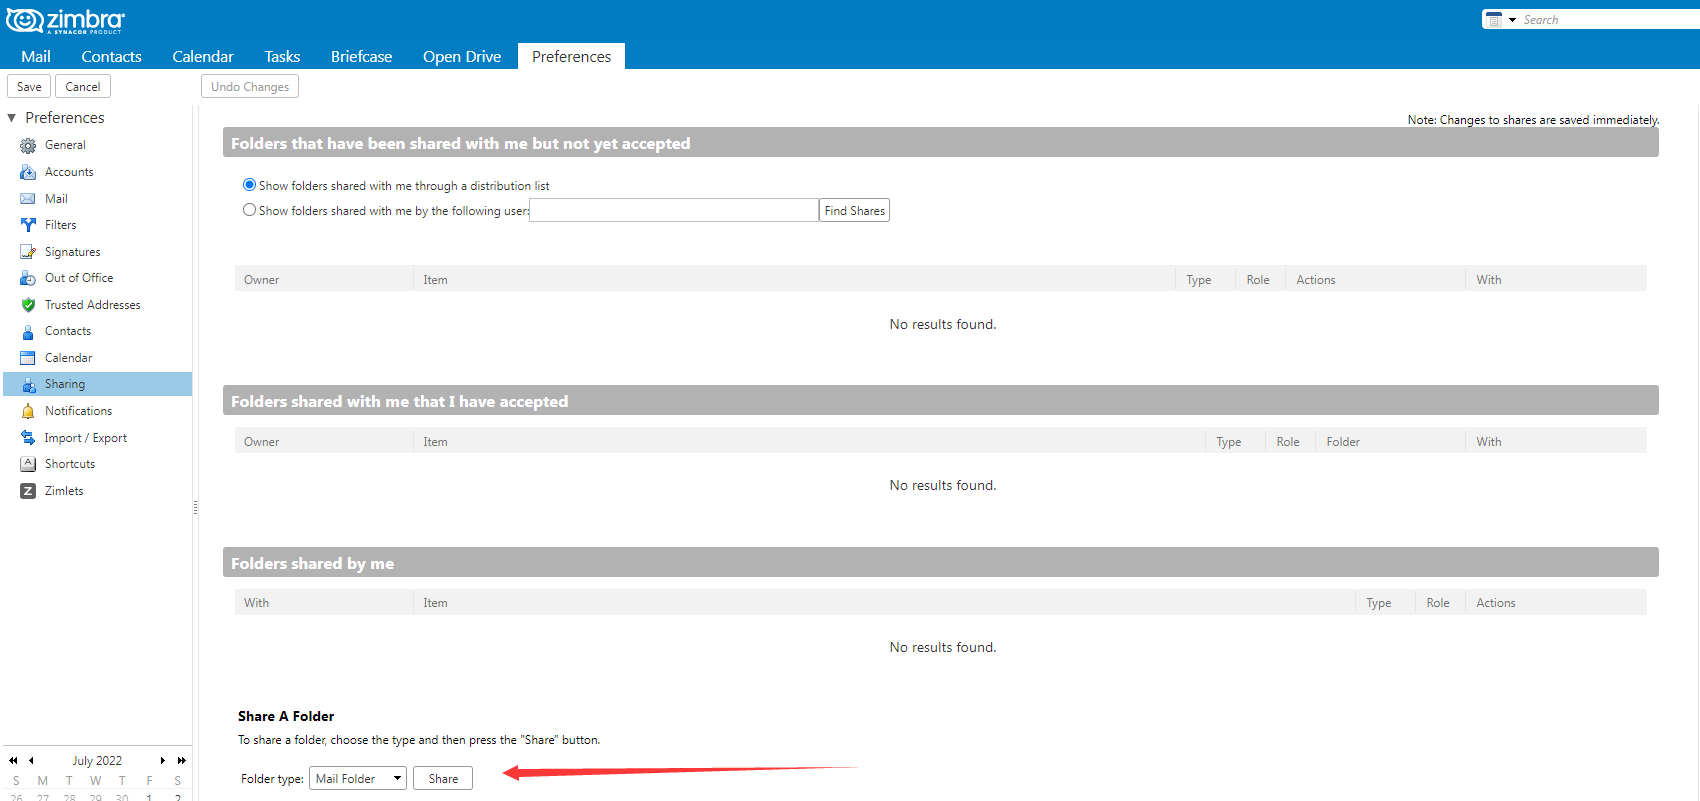 zimbra
A SYNACOR PRODUCT
Search
Mail Contacts Calendar Tasks Briefcase Open Drive Preferences
Save Cancel Undo Changes
Preferences
General
Accounts
Mail
Filters
Signatures
Out of Office
Trusted Addresses
Contacts
Calendar
Sharing
Notifications
Import / Export
Shortcuts
Zimlets
July 2022
S M T W T F S
26 27 28 29 30 1 2
Note: Changes to shares are saved immediately.
Folders that have been shared with me but not yet accepted
Show folders shared with me through a distribution list
Show folders shared with me by the following user: Find Shares
Owner Item Type Role Actions With
No results found.
Folders shared with me that I have accepted
Owner Item Type Role Folder With
No results found.
Folders shared by me
With Item Type Role Actions
No results found.
Share A Folder
To share a folder, choose the type and then press the "Share" button.
Folder type: Mail Folder Share